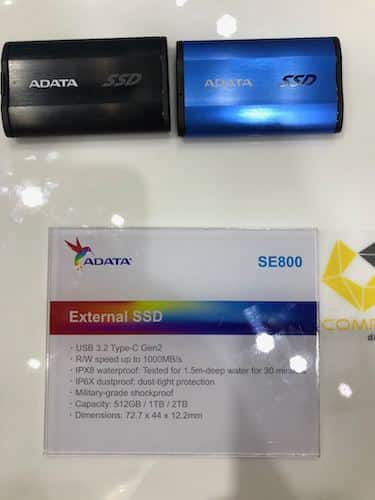 ADATA SSD
ADATA SSD
ADATA
SE800
External SSD
· USB 3.2 Type-C Gen2
· R/W speed up to 1000MB/s
· IPX8 waterproof: Tested for 1.5m-deep water for 30 minutes
· IP6X dustproof: dust-tight protection
· Military-grade shockproof
· Capacity: 512GB / 1TB / 2TB
· Dimensions: 72.7 x 44 x 12.2mm